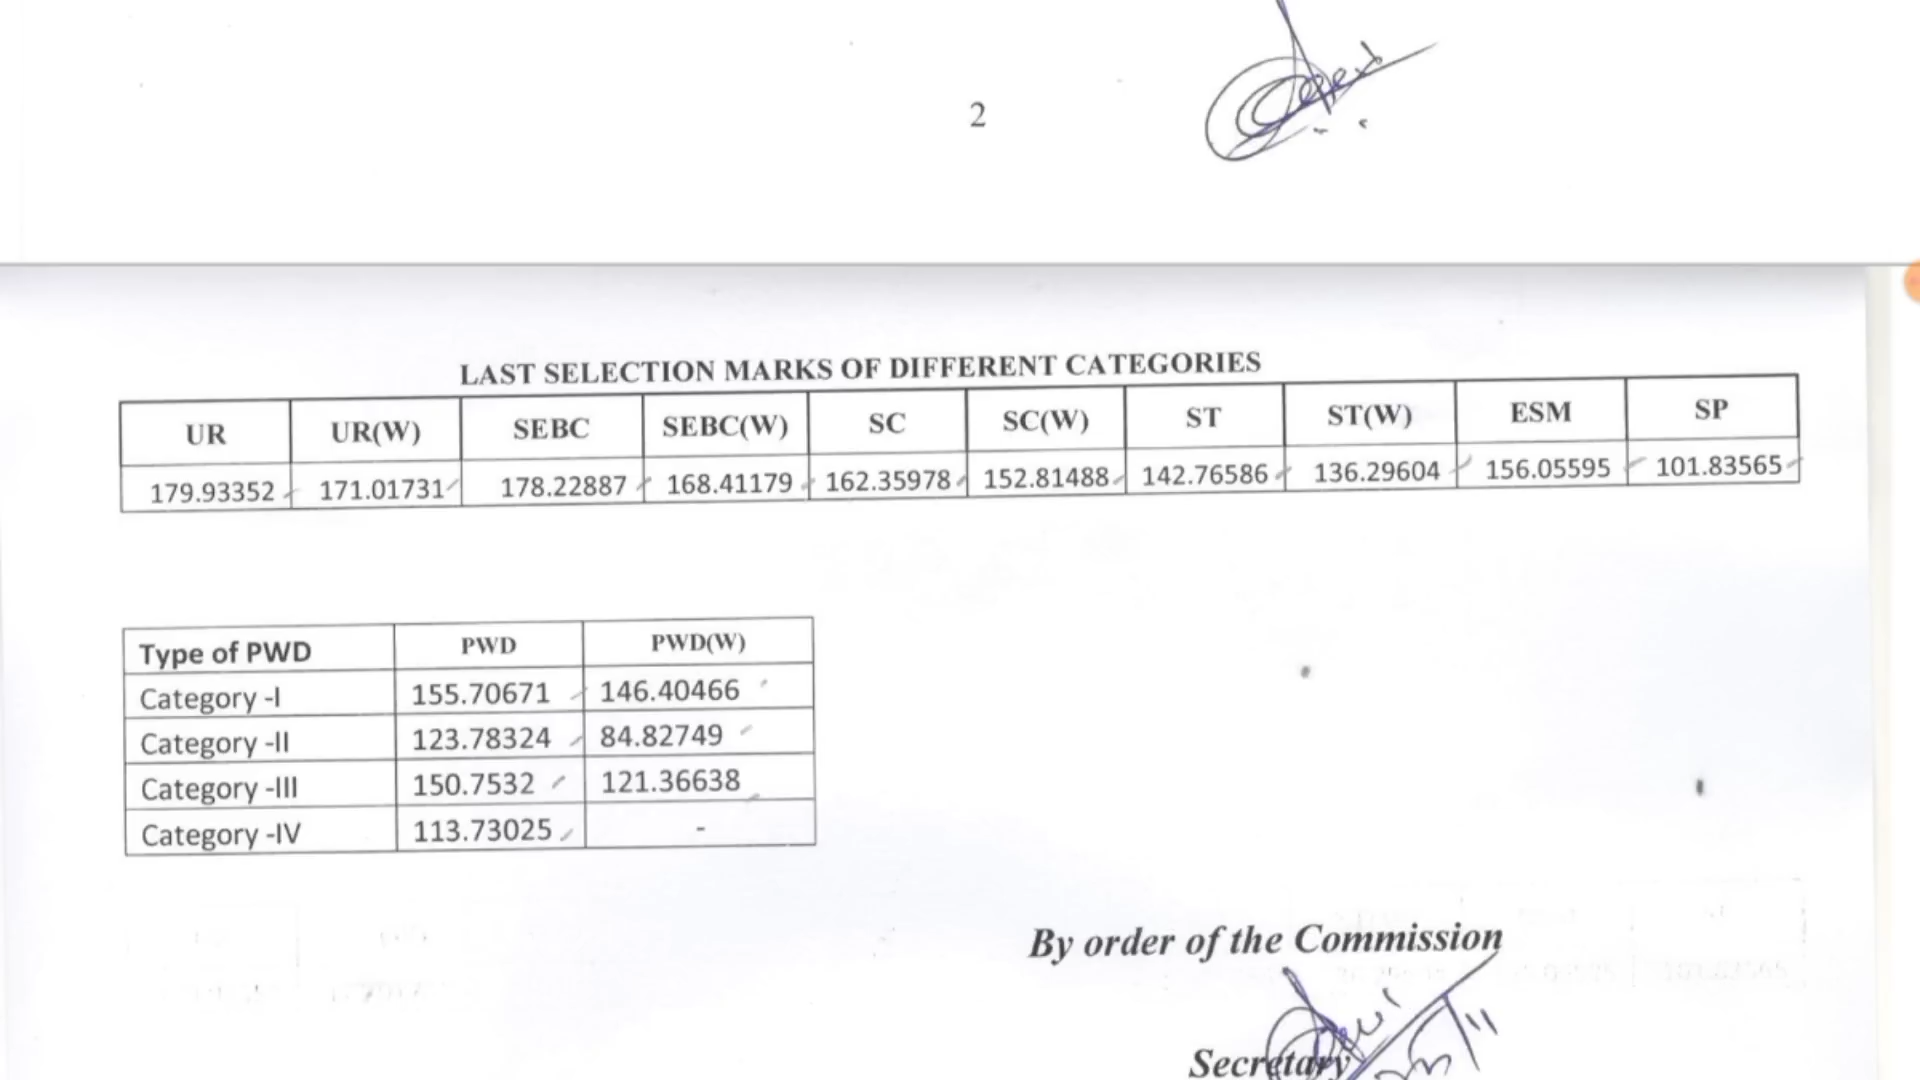 2
LAST SELECTION MARKS OF DIFFERENT CATEGORIES
UR UR(W) SEBC SEBC(W) SC SC(W) ST ST(W) ESM SP
179.93352 171.01731 178.22887 168.41179 162.35978 152.81488 142.76586 136.29604 156.05595 101.83565
Type of PWD PWD PWD(W)
Category -I 155.70671 146.40466
Category -II 123.78324 84.82749
Category -III 150.7532 121.36638
Category -IV 113.73025 -
By order of the Commission
Secretary